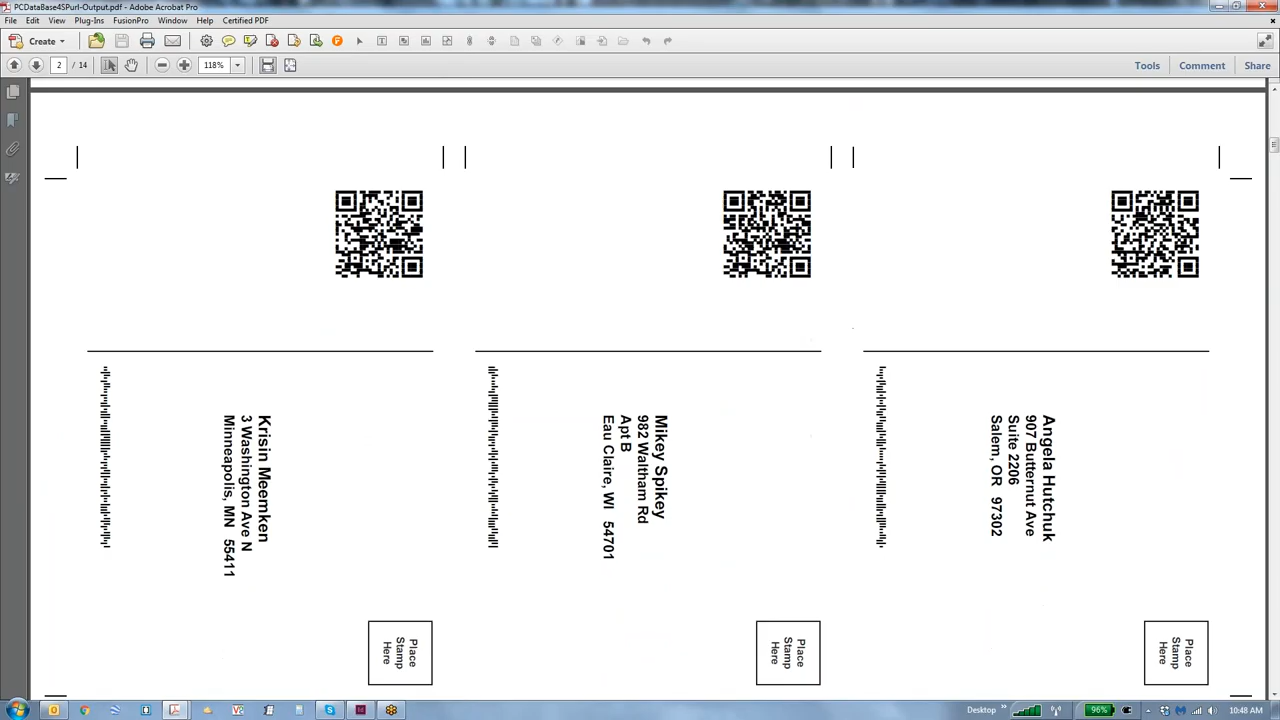 PCDataBase4SPurl-Output.pdf - Adobe Acrobat Pro
File Edit View Plug-Ins FusionPro Window Help Certified PDF
Create
2 / 14 118% Tools Comment Share
Krisin Meemken
3 Washington Ave N
Minneapolis, MN 55411
Place
Stamp
Here
Mikey Spikey
982 Waltham Rd
Apt B
Eau Claire, WI 54701
Place
Stamp
Here
Angela Hutchuk
907 Butternut Ave
Suite 2206
Salem, OR 97302
Place
Stamp
Here
Desktop 96% 10:48 AM